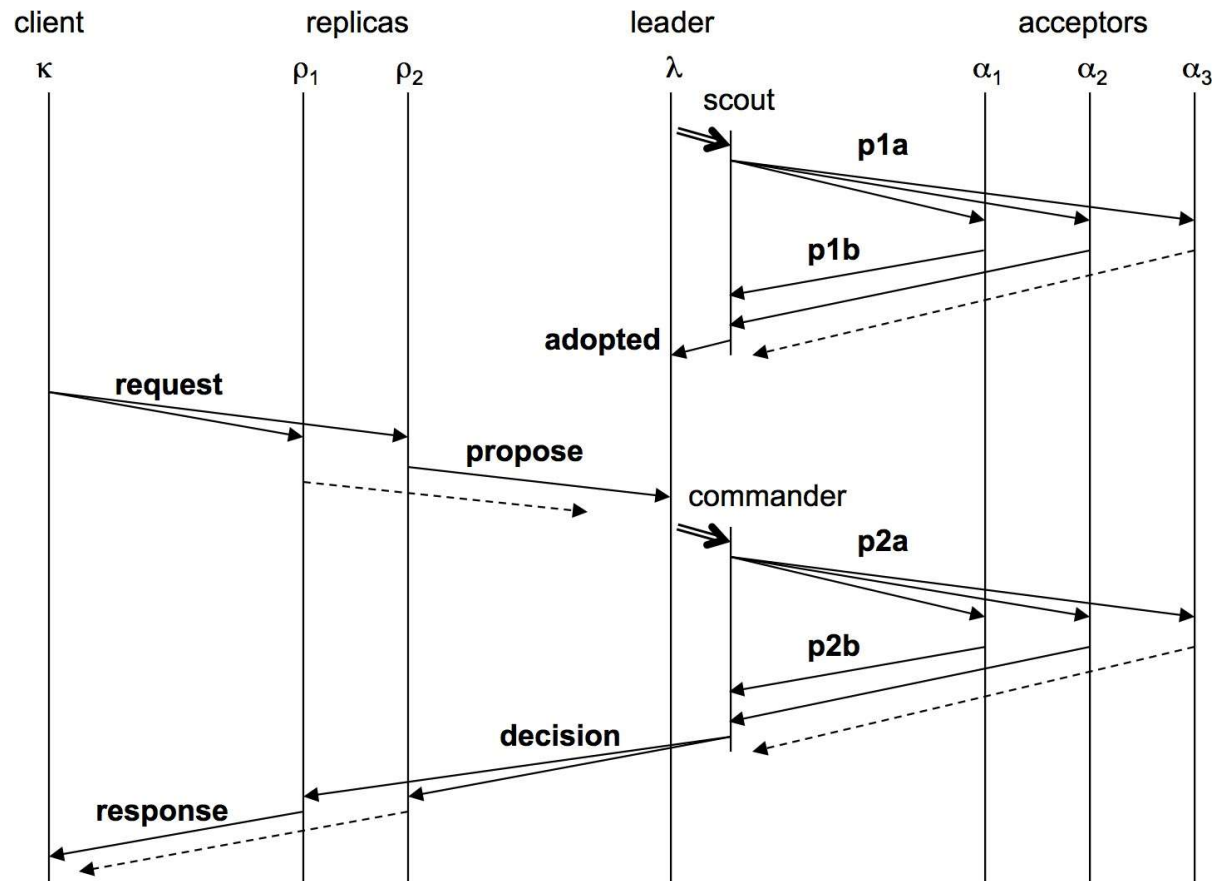 client replicas leader acceptors
κ ρ1 ρ2 λ α1 α2 α3
scout
p1a
p1b
adopted
request
propose
commander
p2a
p2b
decision
response